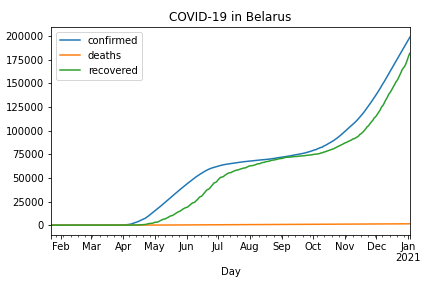 COVID-19 in Belarus
confirmed
deaths
recovered
200000
175000
150000
125000
100000
75000
50000
25000
0
Feb Mar Apr May Jun Jul Aug Sep Oct Nov Dec Jan
2021
Day